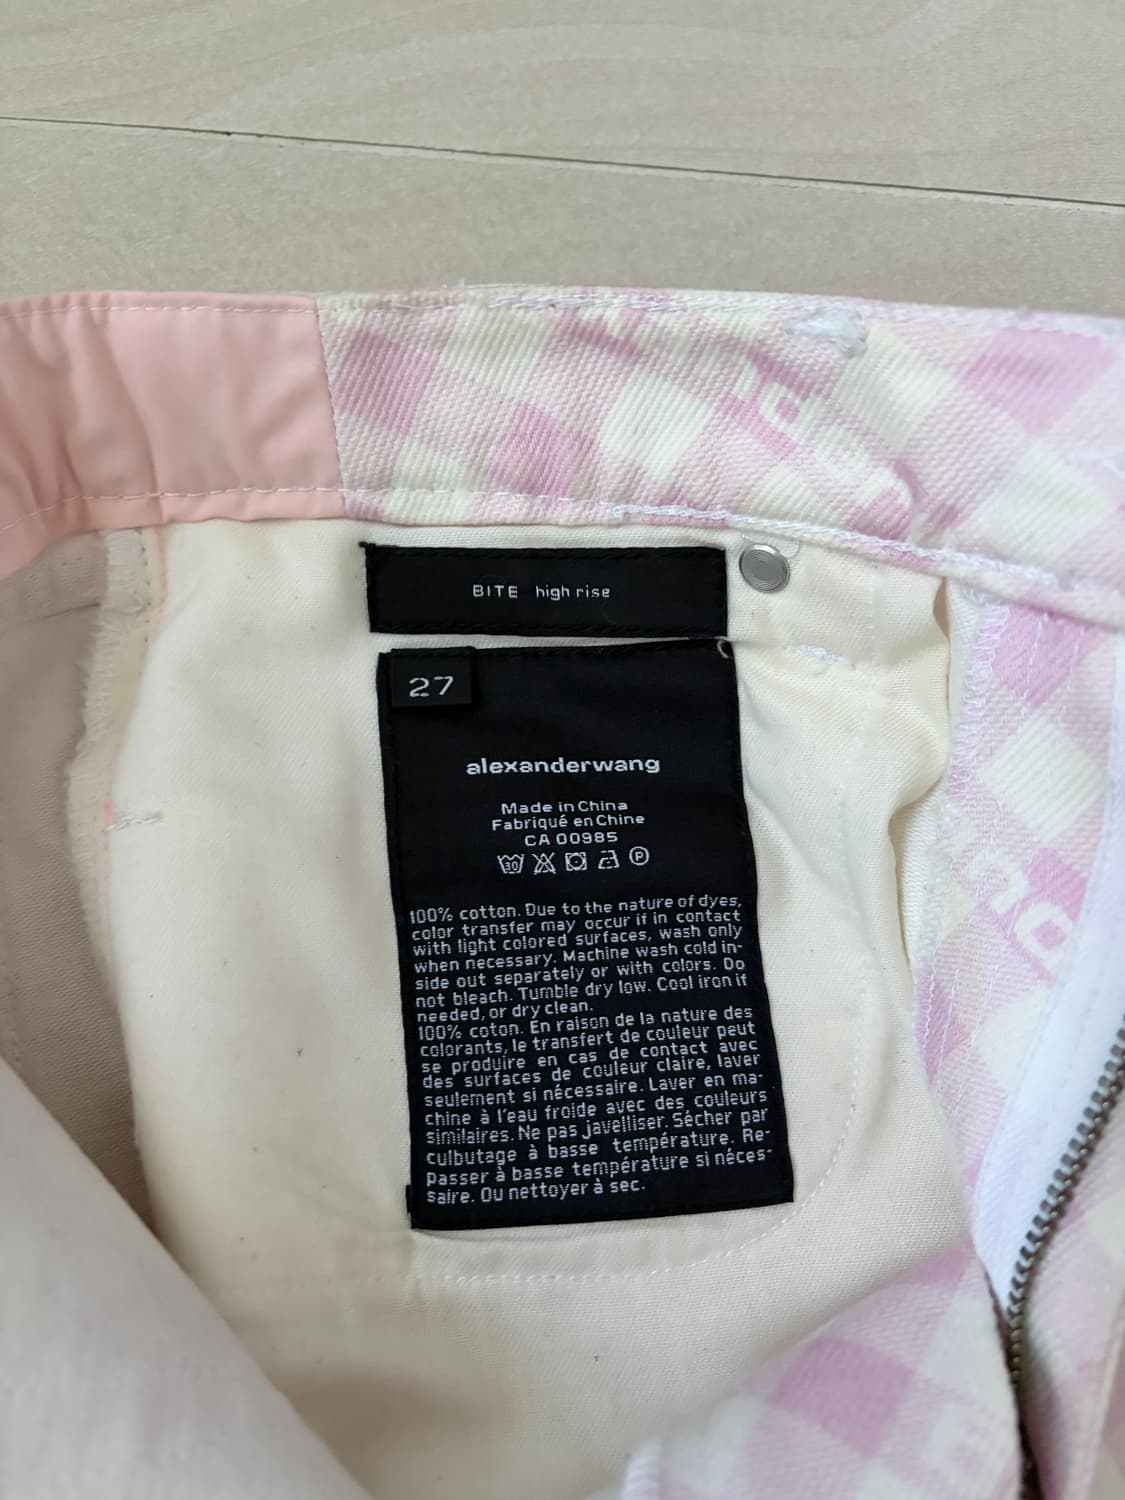 BITE high rise
27
alexanderwang
Made in China
Fabriqué en Chine
CA 00985
30 P
100% cotton. Due to the nature of dyes,
color transfer may occur if in contact
with light colored surfaces, wash only
when necessary. Machine wash cold in-
side out separately or with colors. Do
not bleach. Tumble dry low. Cool iron if
needed, or dry clean.
100% coton. En raison de la nature des
colorants, le transfert de couleur peut
se produire en cas de contact avec
des surfaces de couleur claire, laver
seulement si nécessaire. Laver en ma-
chine à l'eau froide avec des couleurs
similaires. Ne pas javelliser. Sécher par
culbutage à basse température. Re-
passer à basse température si néces-
saire. Ou nettoyer à sec.